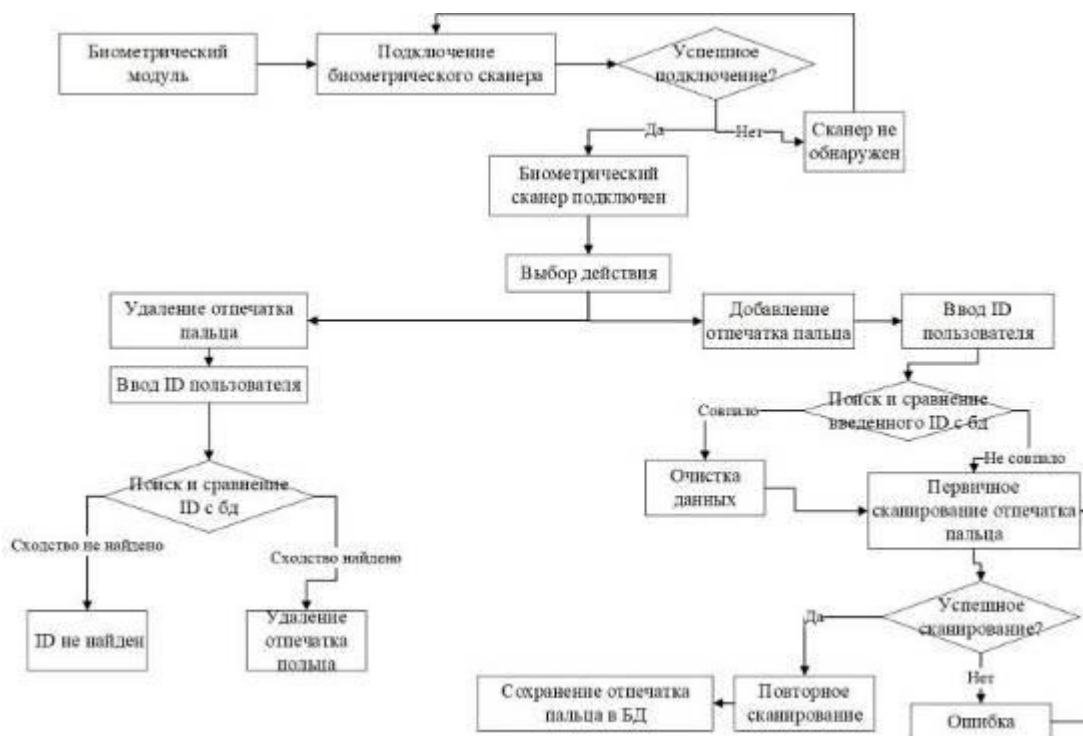 Биометрический
модуль
Подключение
биометрического сканера
Успешное
подключение?
Да
Нет
Сканер не
обнаружен
Биометрический
сканер подключен
Выбор действия
Удаление отпечатка
пальца
Добавление
отпечатка пальца
Ввод ID
пользователя
Ввод ID пользователя
Поиск и сравнение
введенного ID с бд
Совпало
Не совпало
Очистка
данных
Первичное
сканирование отпечатка
пальца
Поиск и сравнение
ID с бд
Сходство не найдено
Сходство найдено
ID не найден
Удаление
отпечатка
польца
Успешное
сканирование?
Да
Нет
Повторное
сканирование
Сохранение отпечатка
пальца в БД
Ошибка